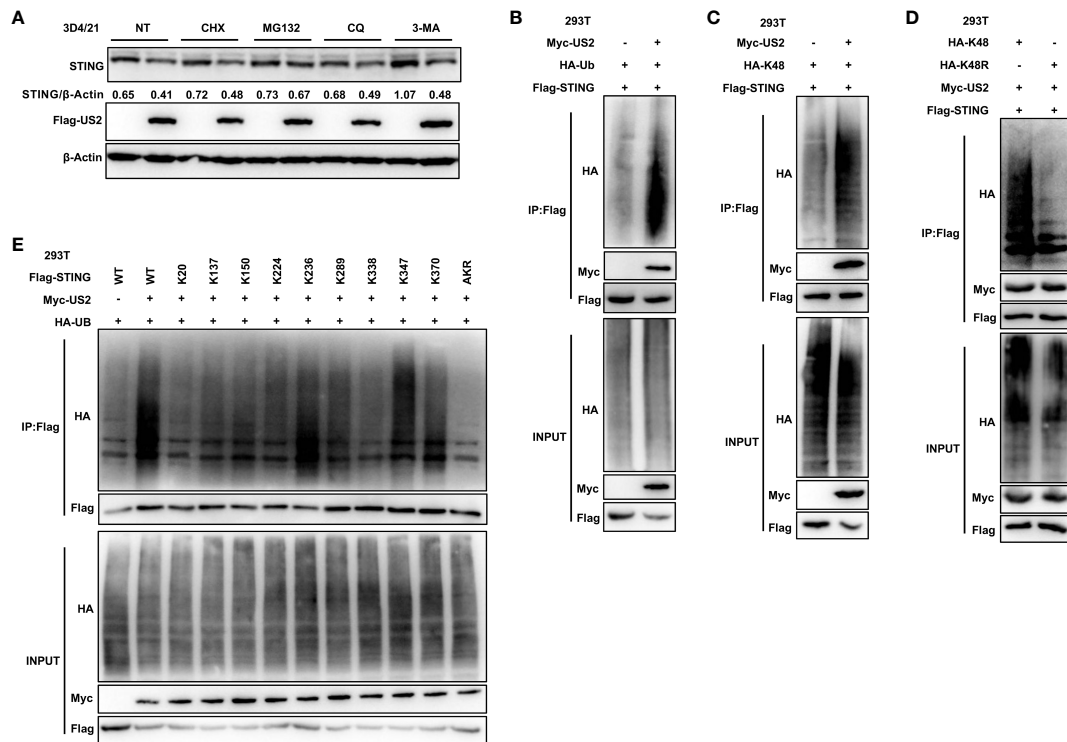 A
3D4/21 NT CHX MG132 CQ 3-MA
STING
STING/β-Actin 0.65 0.41 0.72 0.48 0.73 0.67 0.68 0.49 1.07 0.48
Flag-US2
β-Actin
B
293T
Myc-US2 - +
HA-Ub + +
Flag-STING + +
IP:Flag
HA
Myc
Flag
INPUT
HA
Myc
Flag
C
293T
Myc-US2 - +
HA-K48 + +
Flag-STING + +
IP:Flag
HA
Myc
Flag
INPUT
HA
Myc
Flag
D
293T
HA-K48 + -
HA-K48R - +
Myc-US2 + +
Flag-STING + +
IP:Flag
HA
Myc
Flag
INPUT
HA
Myc
Flag
E
293T
Flag-STING WT WT K20 K137 K150 K224 K236 K289 K338 K347 K370 AKR
Myc-US2 - + + + + + + + + + + +
HA-UB + + + + + + + + + + + +
IP:Flag
HA
Flag
INPUT
HA
Myc
Flag